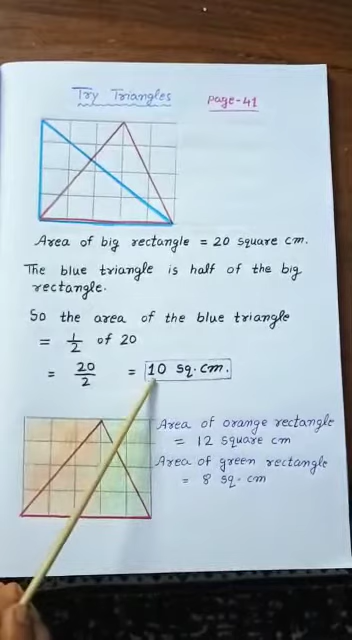 Try Triangles
Page-41
Area of big rectangle = 20 square cm.
The blue triangle is half of the big
rectangle.
So the area of the blue triangle
= 1/2 of 20
= 20/2 = 10 sq.cm.
Area of orange rectangle
= 12 square cm
Area of green rectangle
= 8 sq.cm